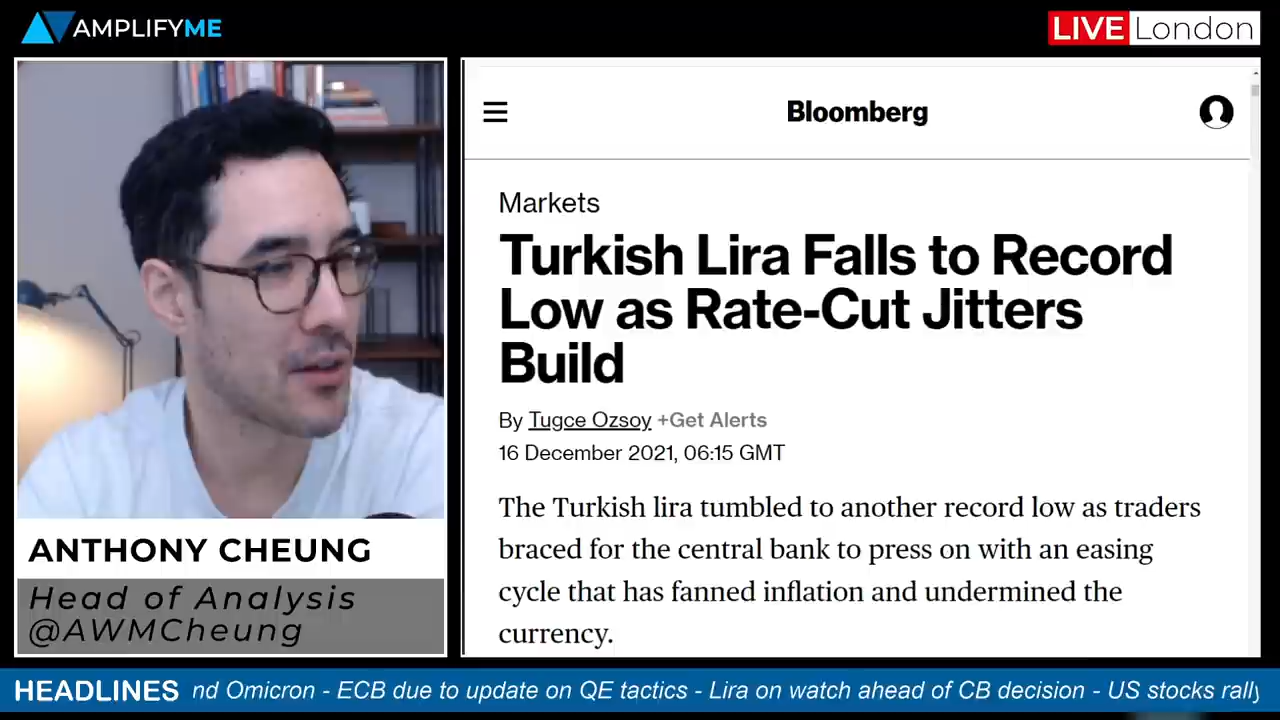 AMPLIFYME
LIVE London
Bloomberg
Markets
Turkish Lira Falls to Record
Low as Rate-Cut Jitters
Build
By Tugce Ozsoy +Get Alerts
16 December 2021, 06:15 GMT
The Turkish lira tumbled to another record low as traders
braced for the central bank to press on with an easing
cycle that has fanned inflation and undermined the
currency.
ANTHONY CHEUNG
Head of Analysis
@AWMCheung
HEADLINES nd Omicron - ECB due to update on QE tactics - Lira on watch ahead of CB decision - US stocks rally